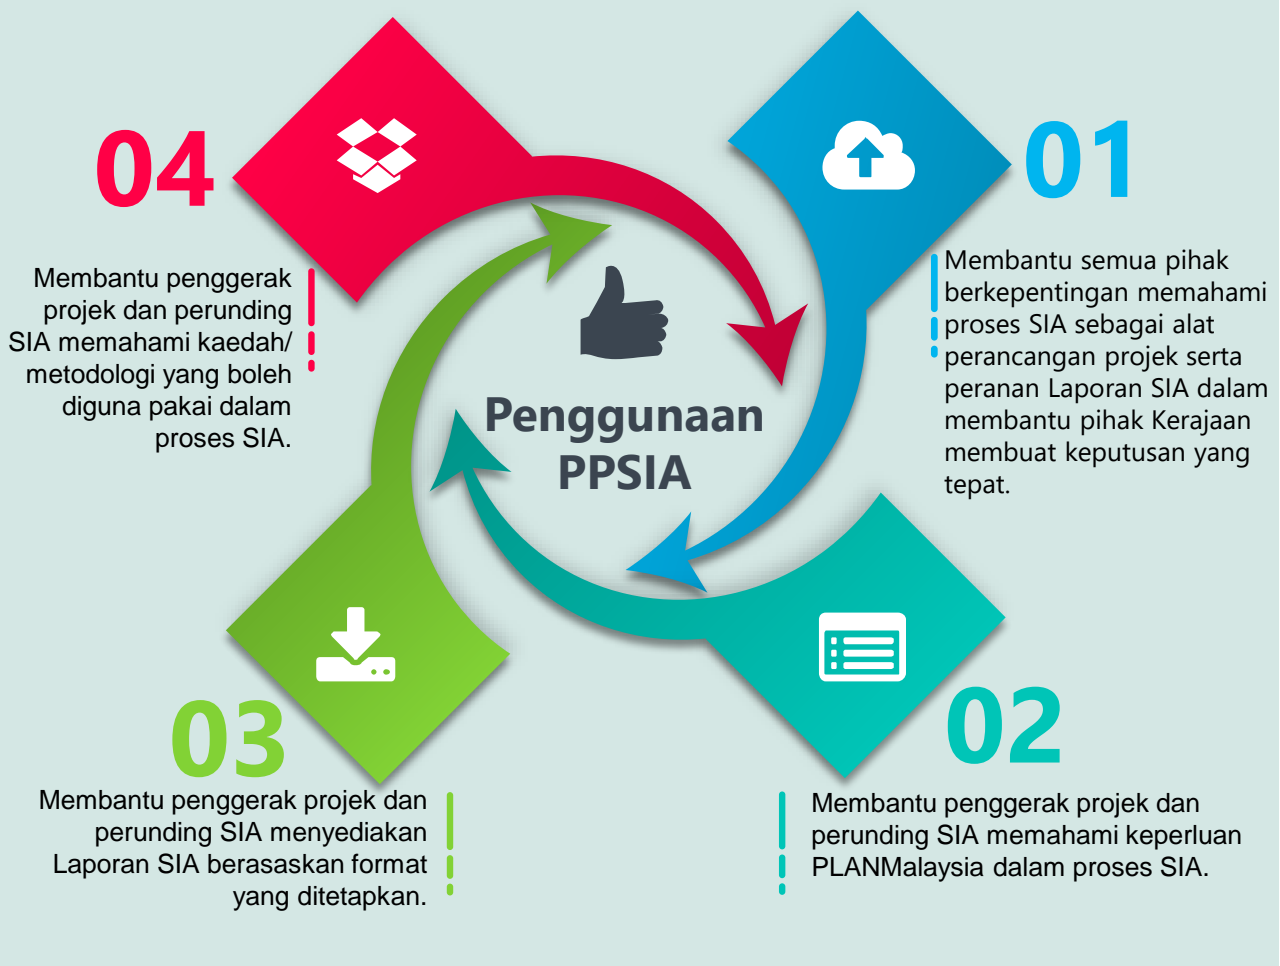 Penggunaan
PPSIA
01
Membantu semua pihak
berkepentingan memahami
proses SIA sebagai alat
perancangan projek serta
peranan Laporan SIA dalam
membantu pihak Kerajaan
membuat keputusan yang
tepat.
02
Membantu penggerak projek dan
perunding SIA memahami keperluan
PLANMalaysia dalam proses SIA.
03
Membantu penggerak projek dan
perunding SIA menyediakan
Laporan SIA berasaskan format
yang ditetapkan.
04
Membantu penggerak
projek dan perunding
SIA memahami kaedah/
metodologi yang boleh
diguna pakai dalam
proses SIA.